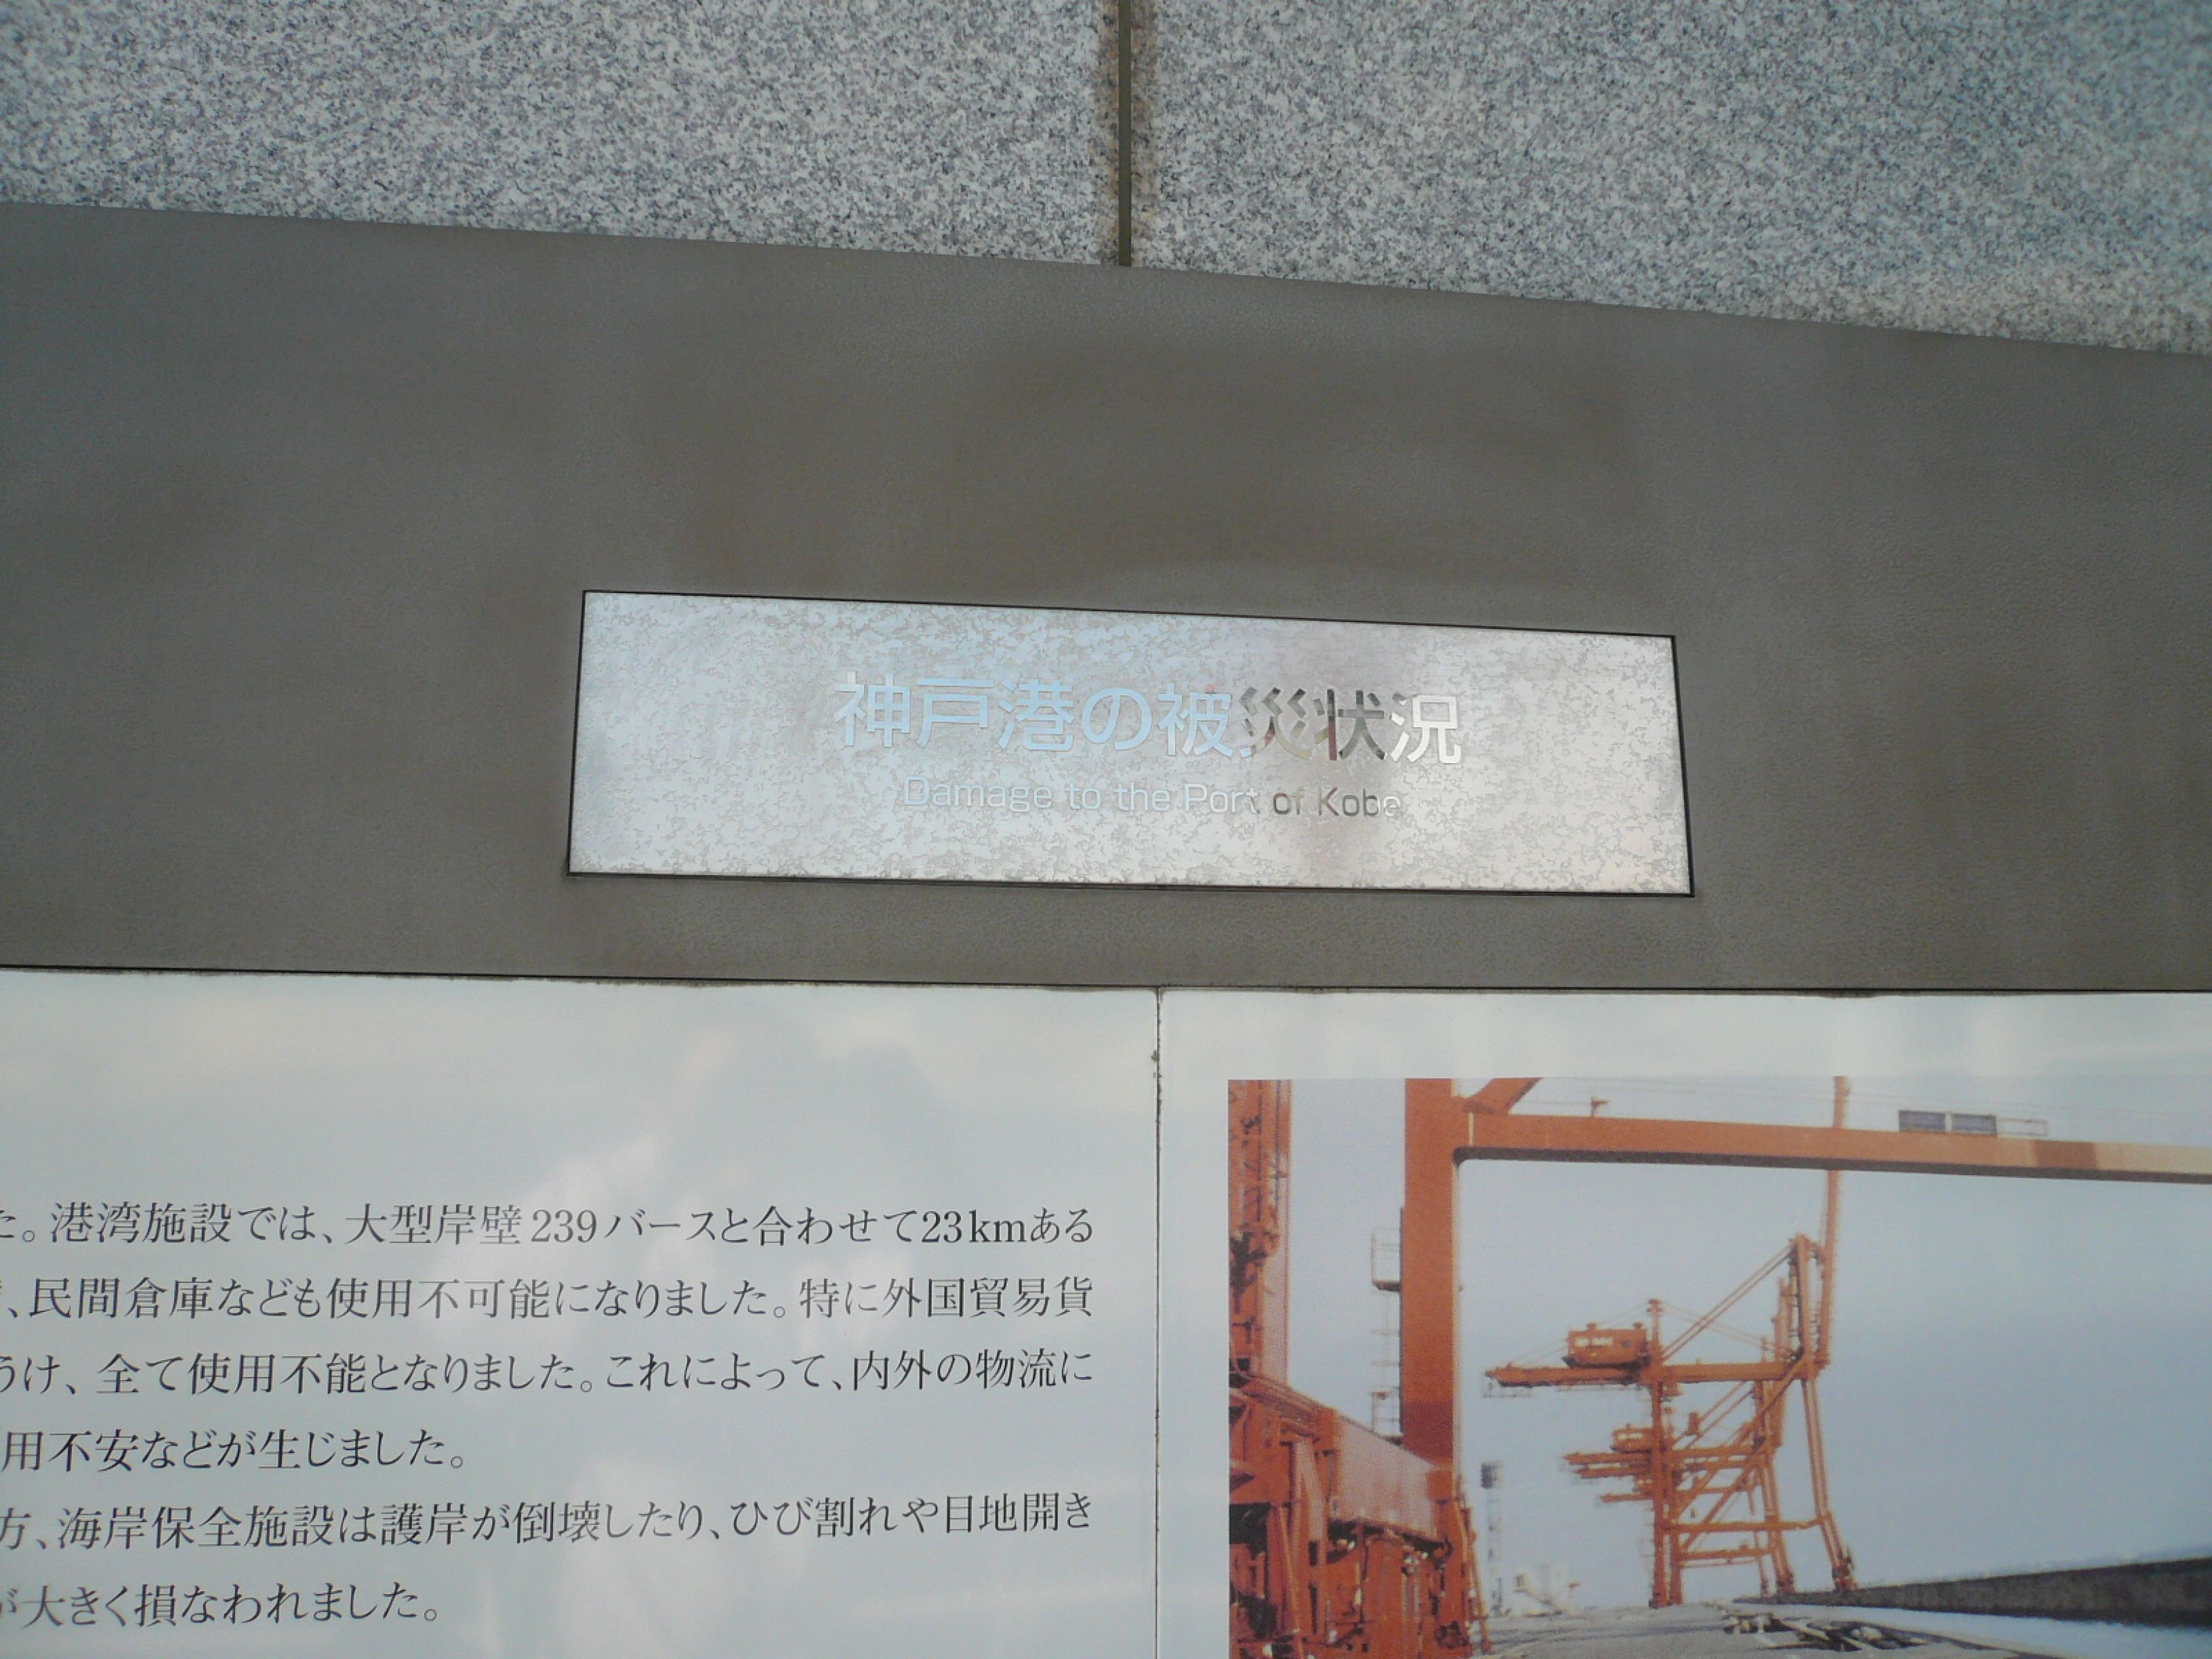 神戸港の被災状況
Damage to the Port of Kobe
た。港湾施設では、大型岸壁239バースと合わせて23kmある
、民間倉庫なども使用不可能になりました。特に外国貿易貨
うけ、全て使用不能となりました。これによって、内外の物流に
用不安などが生じました。
方、海岸保全施設は護岸が倒壊したり、ひび割れや目地開き
が大きく損なわれました。